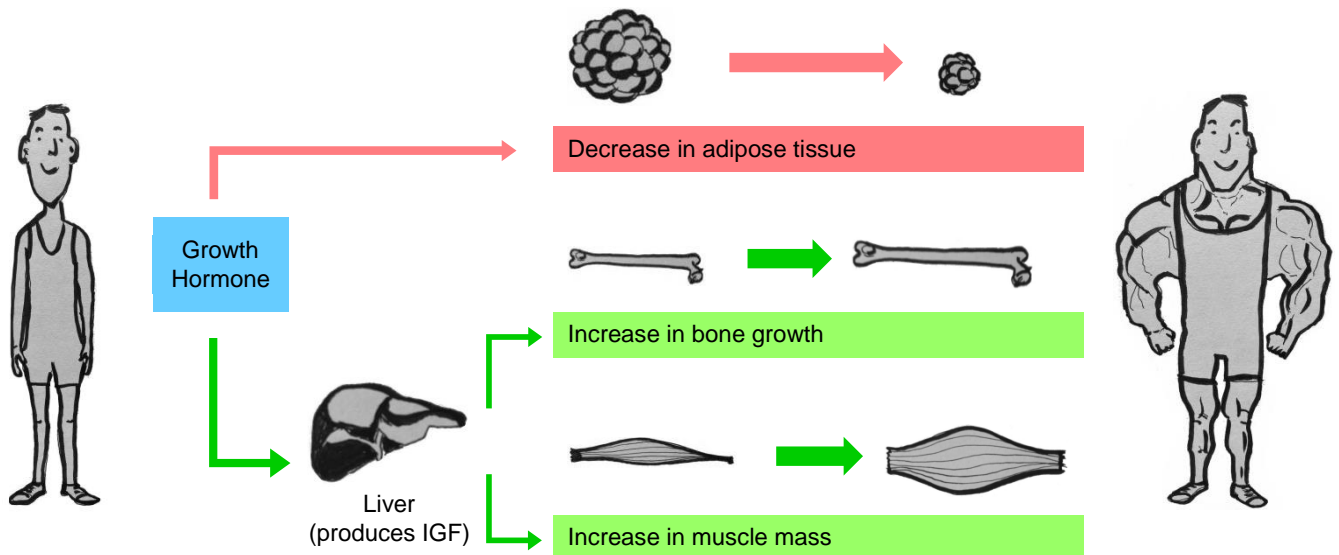 Decrease in adipose tissue
Growth
Hormone
Increase in bone growth
Liver
(produces IGF)
Increase in muscle mass